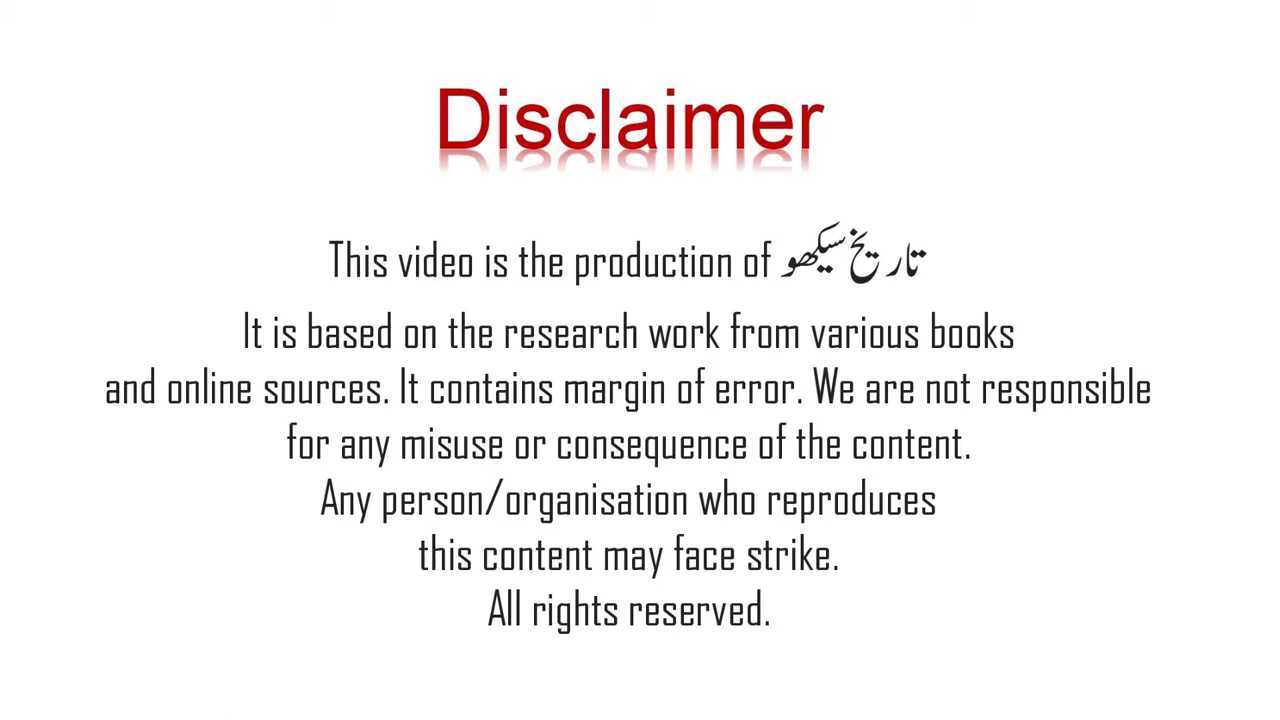 Disclaimer
This video is the production of تاریخ سیکھو
It is based on the research work from various books
and online sources. It contains margin of error. We are not responsible
for any misuse or consequence of the content.
Any person/organisation who reproduces
this content may face strike.
All rights reserved.